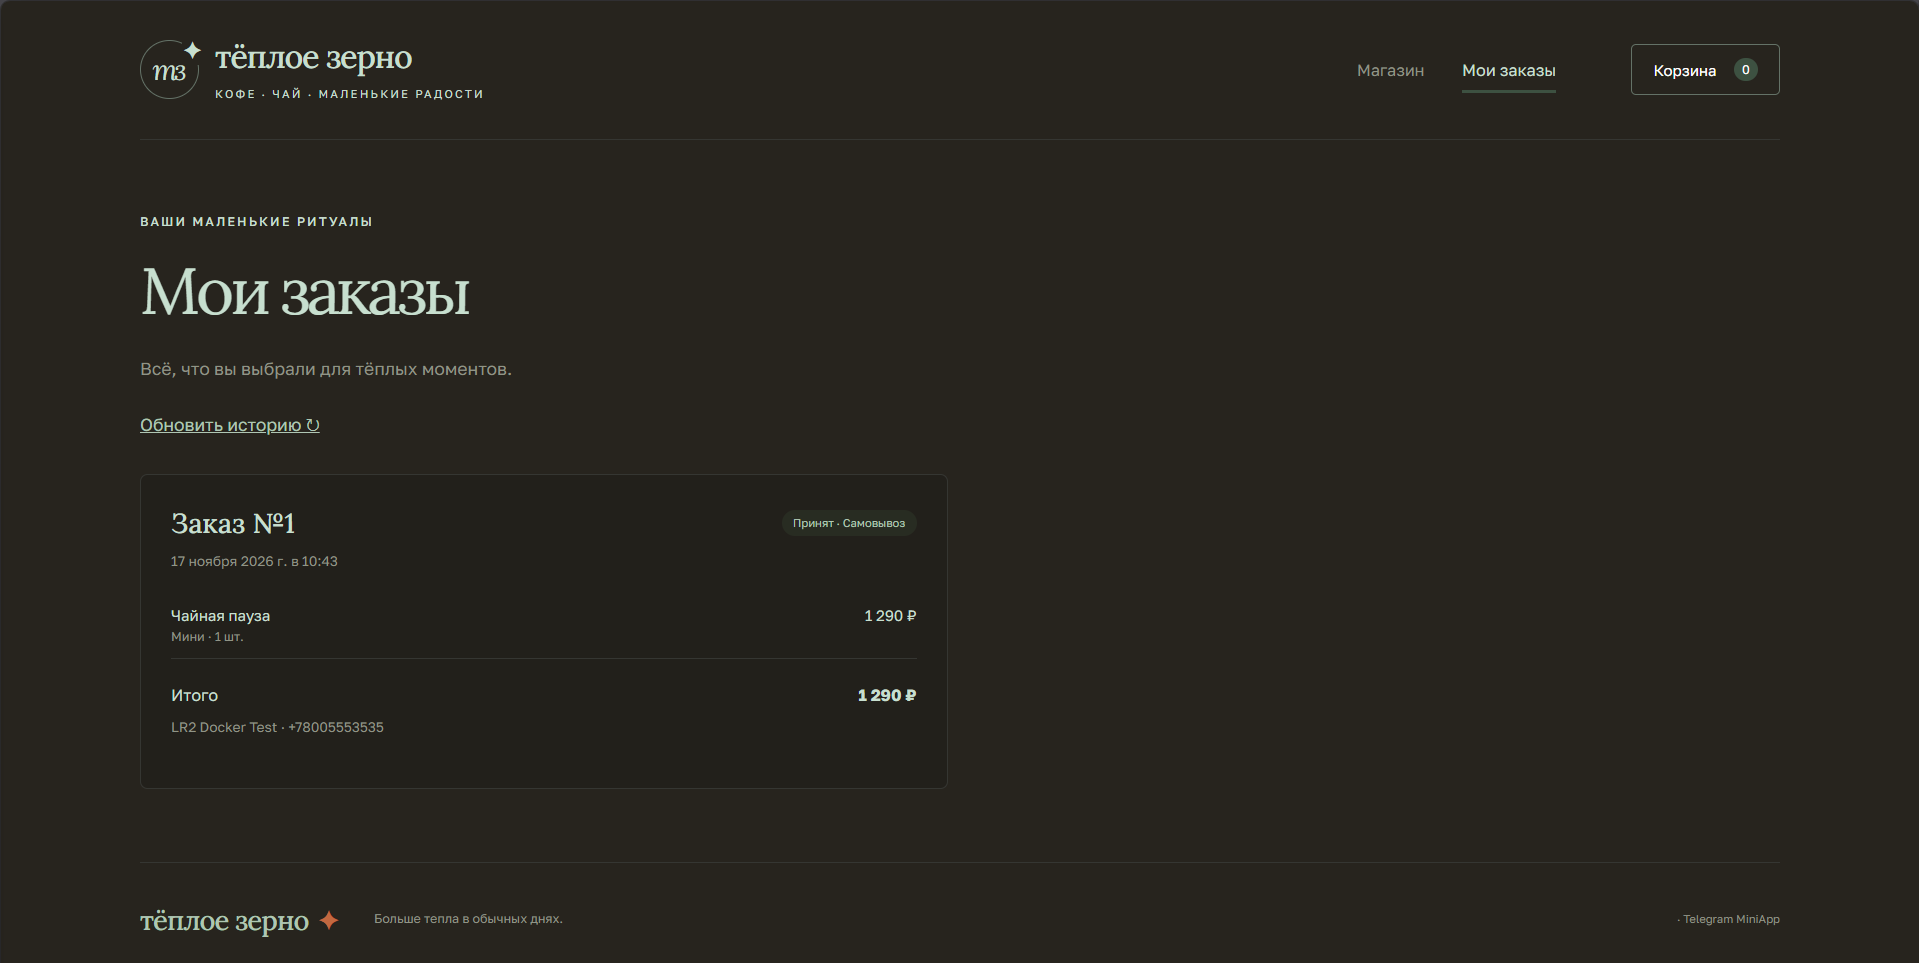 тз
тёплое зерно
КОФЕ · ЧАЙ · МАЛЕНЬКИЕ РАДОСТИ
Магазин
Мои заказы
Корзина 0
ВАШИ МАЛЕНЬКИЕ РИТУАЛЫ
Мои заказы
Всё, что вы выбрали для тёплых моментов.
Обновить историю ↻
Заказ №1
Принят · Самовывоз
17 ноября 2026 г. в 10:43
Чайная пауза 1 290 ₽
Мини · 1 шт.
Итого 1 290 ₽
LR2 Docker Test · +78005553535
тёплое зерно ✦
Больше тепла в обычных днях.
· Telegram MiniApp